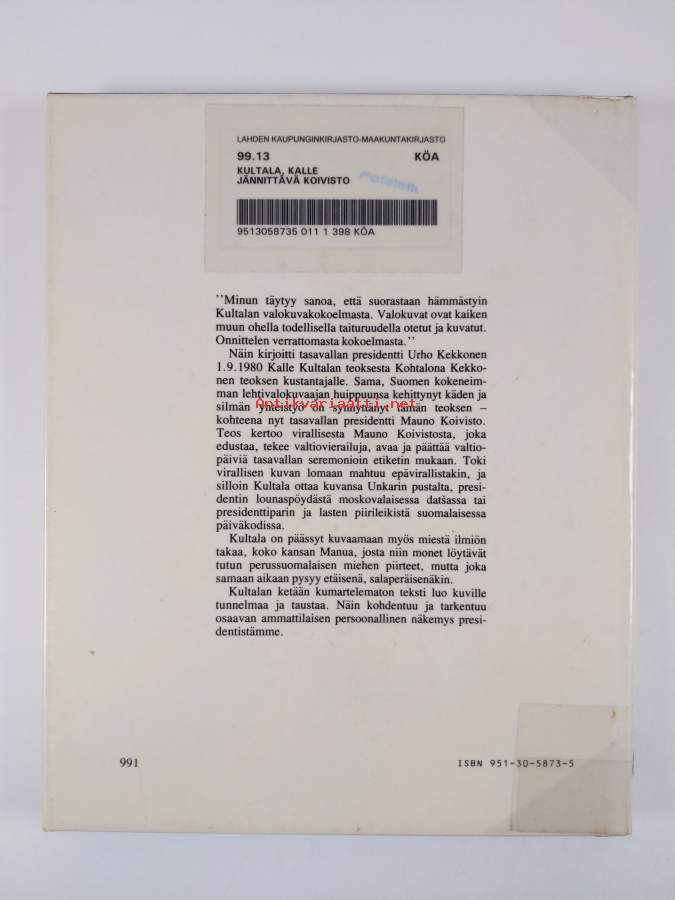 LAHDEN KAUPUNGINKIRJASTO-MAAKUNTAKIRJASTO
99.13 KÖA
KULTALA, KALLE
JÄNNITTÄVÄ KOIVISTO
9513058735 011 1 398 KÖA
''Minun täytyy sanoa, että suorastaan hämmästyin
Kultalan valokuvakokoelmasta. Valokuvat ovat kaiken
muun ohella todellisella taituruudella otetut ja kuvatut.
Onnittelen verrattomasta kokoelmasta.''
Näin kirjoitti tasavallan presidentti Urho Kekkonen
1.9.1980 Kalle Kultalan teoksesta Kohtalona Kekko-
nen teoksen kustantajalle. Sama, Suomen kokeneim-
man lehtivalokuvaajan huippuunsa kehittynyt käden ja
Antikvariaatti.net
silmän yhteistyö on synnyttänyt tämän teoksen –
kohteena nyt tasavallan presidentti Mauno Koivisto.
Teos kertoo virallisesta Mauno Koivistosta, joka
edustaa, tekee valtiovierailuja, avaa ja päättää valtio-
päiviä tasavallan seremonioin etiketin mukaan. Toki
virallisen kuvan lomaan mahtuu epävirallistakin, ja
silloin Kultala ottaa kuvansa Unkarin pustalta, presi-
dentin lounaspöydästä moskovalaisessa datšassa tai
presidenttiparin ja lasten piirileikistä suomalaisessa
päiväkodissa.
Kultala on päässyt kuvaamaan myös miestä ilmiön
takaa, koko kansan Manua, josta niin monet löytävät
tutun perussuomalaisen miehen piirteet, mutta joka
samaan aikaan pysyy etäisenä, salaperäisenäkin.
Kultalan ketään kumartelematon teksti luo kuville
tunnelmaa ja taustaa. Näin kohdentuu ja tarkentuu
osaavan ammattilaisen persoonallinen näkemys presi-
dentistämme.
991
ISBN 951-30-5873-5